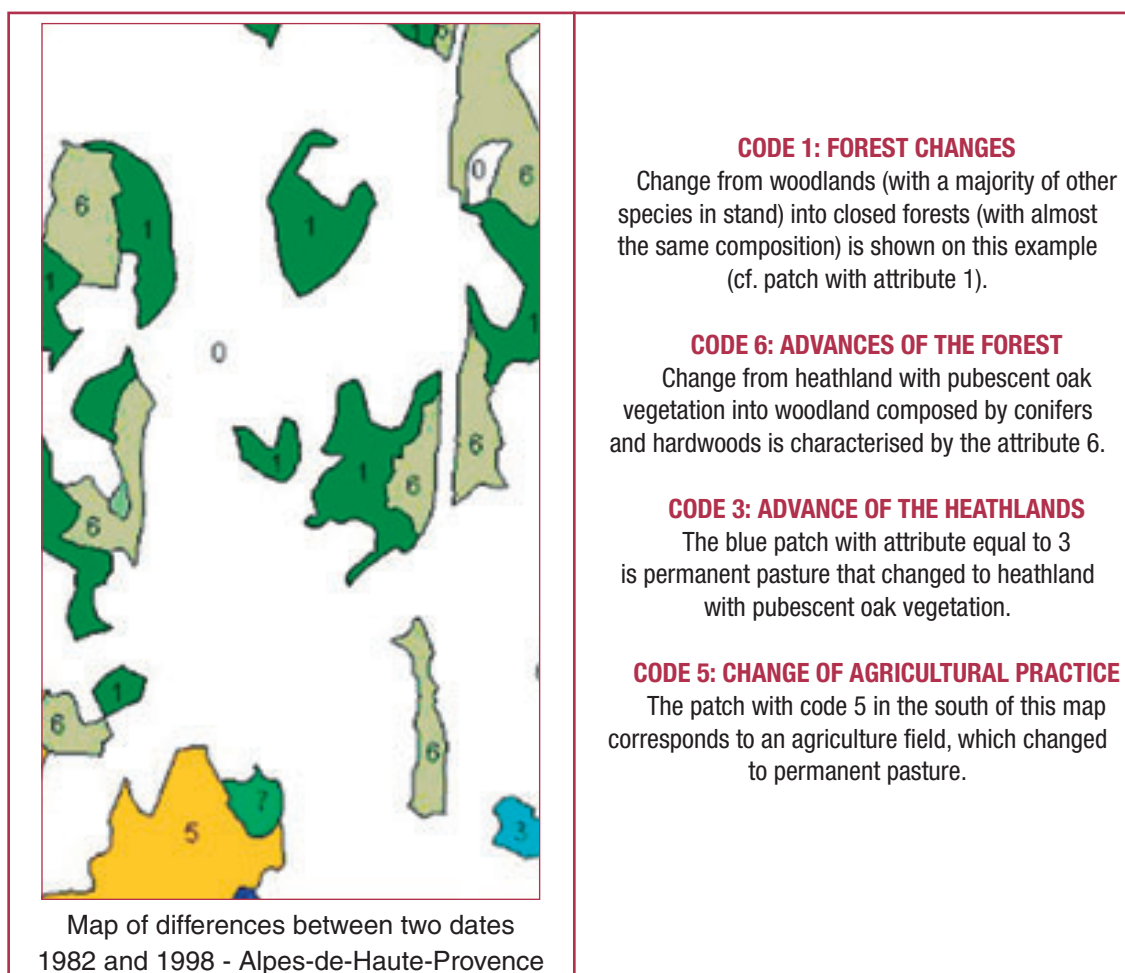 6
0
6
6
1
1
1
1
0
6
1
1
6
6
1
6
6
7
5
3
Map of differences between two dates
1982 and 1998 - Alpes-de-Haute-Provence
CODE 1: FOREST CHANGES
Change from woodlands (with a majority of other
species in stand) into closed forests (with almost
the same composition) is shown on this example
(cf. patch with attribute 1).
CODE 6: ADVANCES OF THE FOREST
Change from heathland with pubescent oak
vegetation into woodland composed by conifers
and hardwoods is characterised by the attribute 6.
CODE 3: ADVANCE OF THE HEATHLANDS
The blue patch with attribute equal to 3
is permanent pasture that changed to heathland
with pubescent oak vegetation.
CODE 5: CHANGE OF AGRICULTURAL PRACTICE
The patch with code 5 in the south of this map
corresponds to an agriculture field, which changed
to permanent pasture.